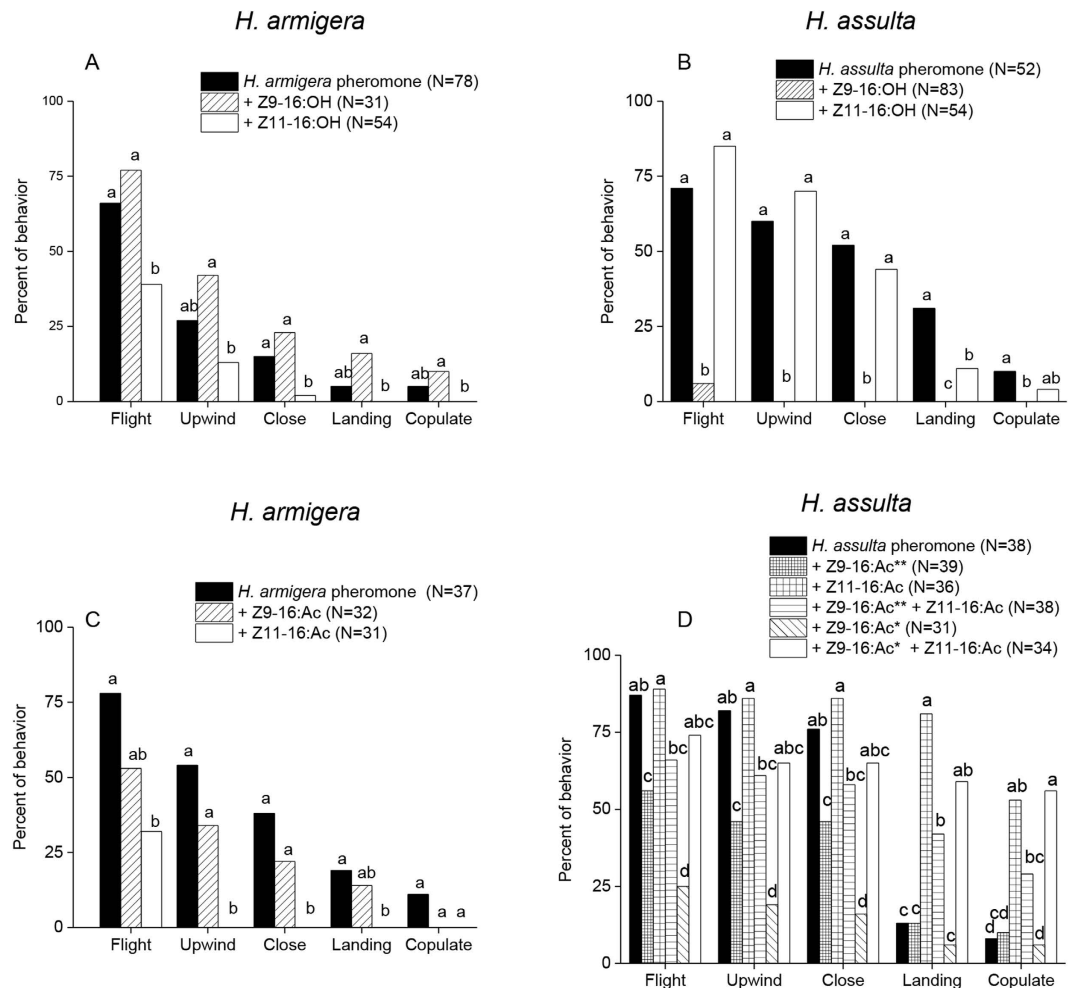 H. armigera
A
H. armigera pheromone (N=78)
+ Z9-16:OH (N=31)
+ Z11-16:OH (N=54)
100
75
50
25
0
Percent of behavior
a a b
ab a b
a a b
ab a b
ab a b
Flight Upwind Close Landing Copulate
H. assulta
B
H. assulta pheromone (N=52)
+ Z9-16:OH (N=83)
+ Z11-16:OH (N=54)
100
75
50
25
0
Percent of behavior
a b a
a b a
a b a
a c b
a b ab
Flight Upwind Close Landing Copulate
H. armigera
C
H. armigera pheromone (N=37)
+ Z9-16:Ac (N=32)
+ Z11-16:Ac (N=31)
100
75
50
25
0
Percent of behavior
a ab b
a a b
a a b
a ab b
a a a
Flight Upwind Close Landing Copulate
H. assulta
D
H. assulta pheromone (N=38)
+ Z9-16:Ac** (N=39)
+ Z11-16:Ac (N=36)
+ Z9-16:Ac** + Z11-16:Ac (N=38)
+ Z9-16:Ac* (N=31)
+ Z9-16:Ac* + Z11-16:Ac (N=34)
100
75
50
25
0
Percent of behavior
ab c a bc d abc
ab c a bc d abc
ab c a bc d abc
c c a b c ab
d cd ab bc d a
Flight Upwind Close Landing Copulate